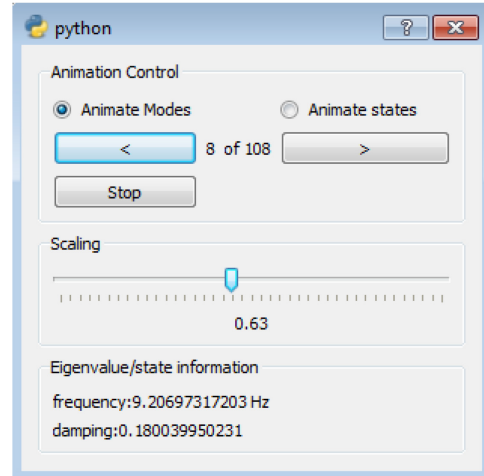 python
Animation Control
Animate Modes Animate states
< 8 of 108 >
Stop
Scaling
0.63
Eigenvalue/state information
frequency:9.20697317203 Hz
damping:0.180039950231